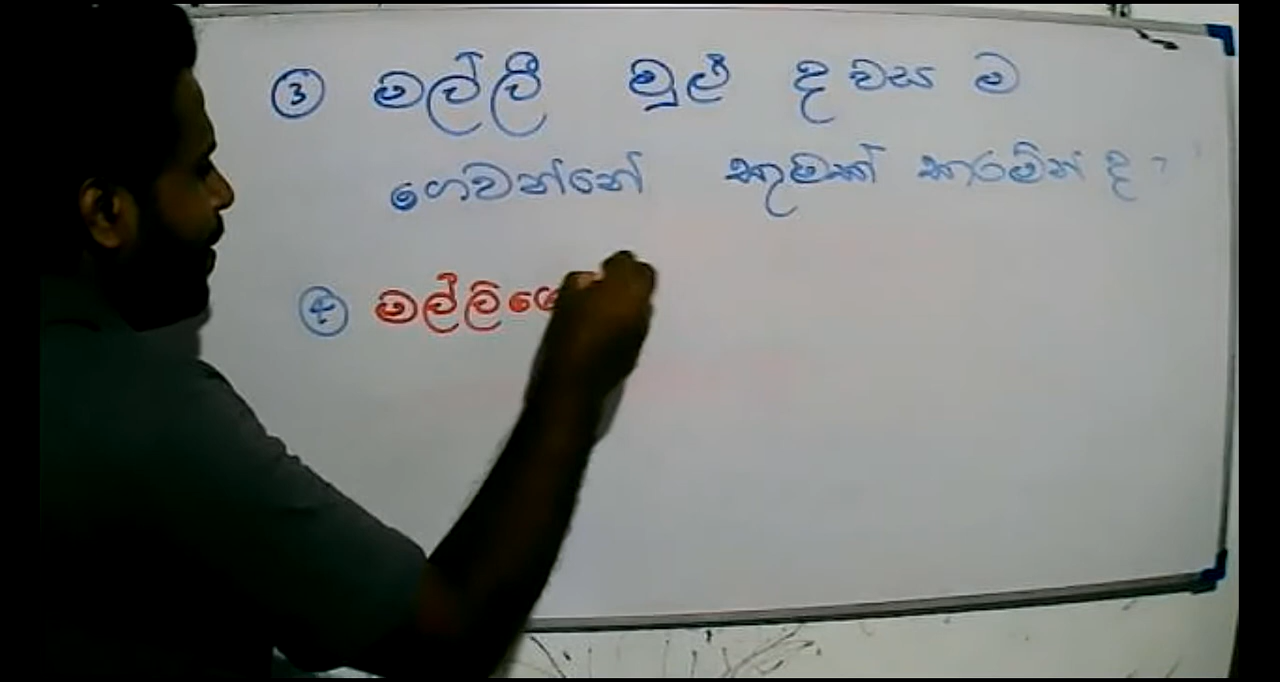 ③ මල්ලී මුළු දවස ම
ගෙවන්නේ කුමක් කරමින් ද?
④ මල්ලිගෙ